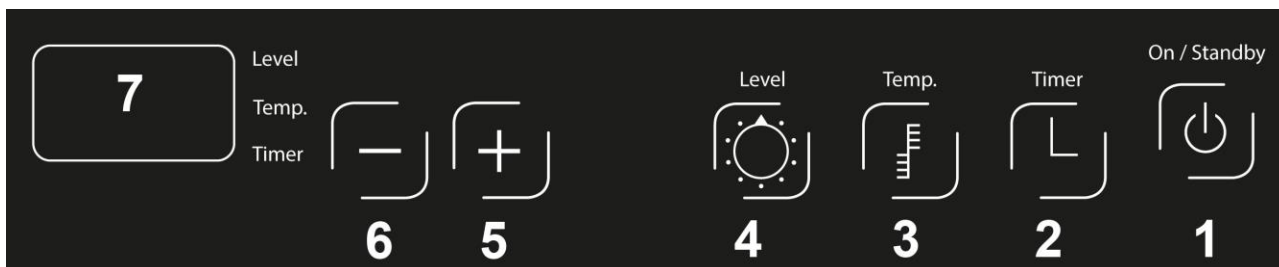 On / Standby
Level
7
Level Temp. Timer
Temp.
Timer
6 5 4 3 2 1